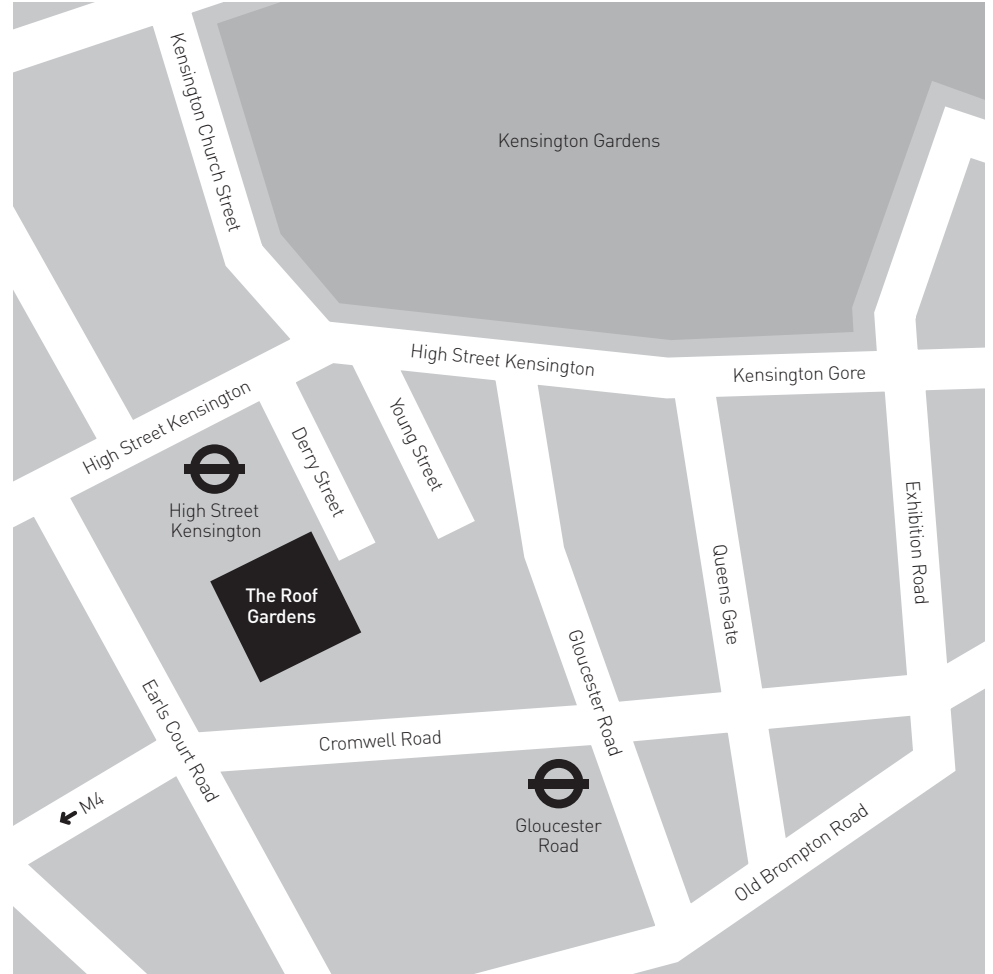 Kensington Church Street
Kensington Gardens
High Street Kensington
Kensington Gore
High Street Kensington
Derry Street
Young Street
High Street
Kensington
Exhibition Road
Queens Gate
The Roof
Gardens
Gloucester Road
Earls Court Road
Cromwell Road
M4
Gloucester
Road
Old Brompton Road